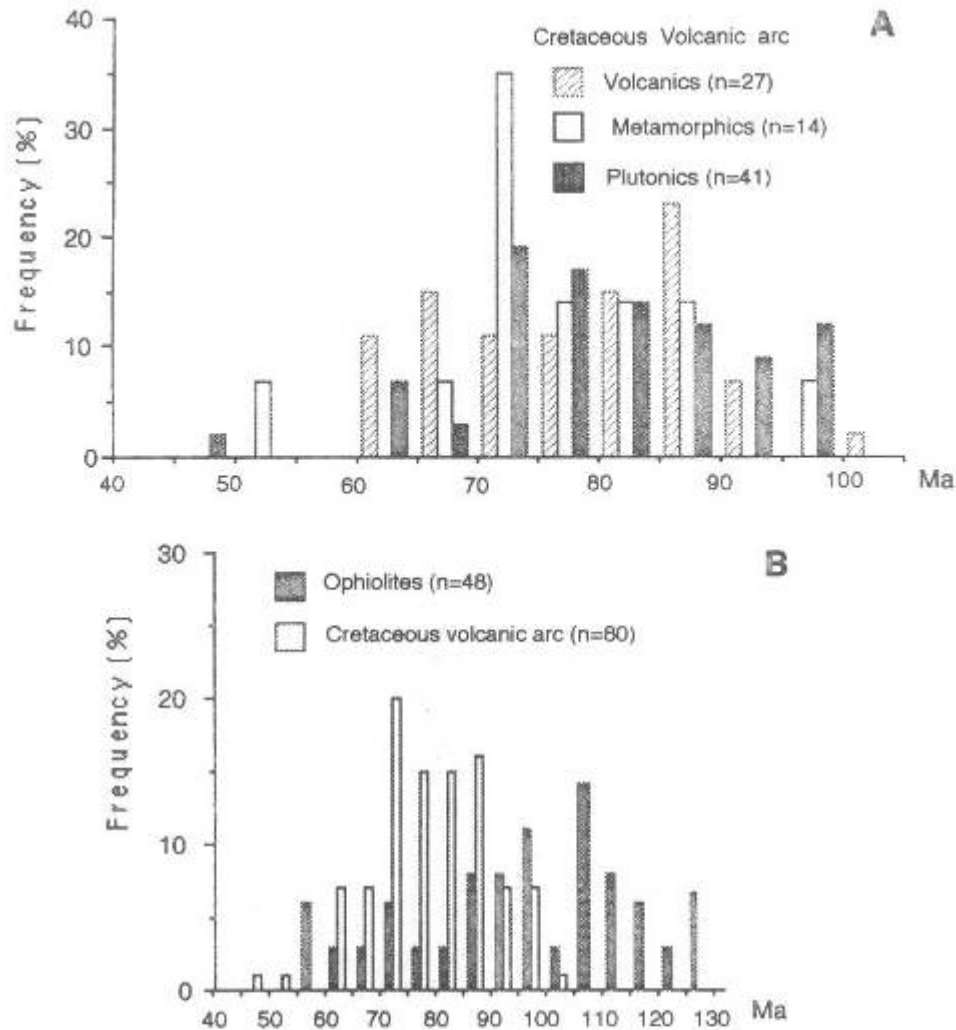 A
Cretaceous Volcanic arc
Volcanics (n=27)
Metamorphics (n=14)
Plutonics (n=41)
Frequency [%]
40
30
20
10
0
40 50 60 70 80 90 100 Ma
B
Ophiolites (n=48)
Cretaceous volcanic arc (n=80)
Frequency [%]
30
20
10
0
40 50 60 70 80 90 100 110 120 130 Ma